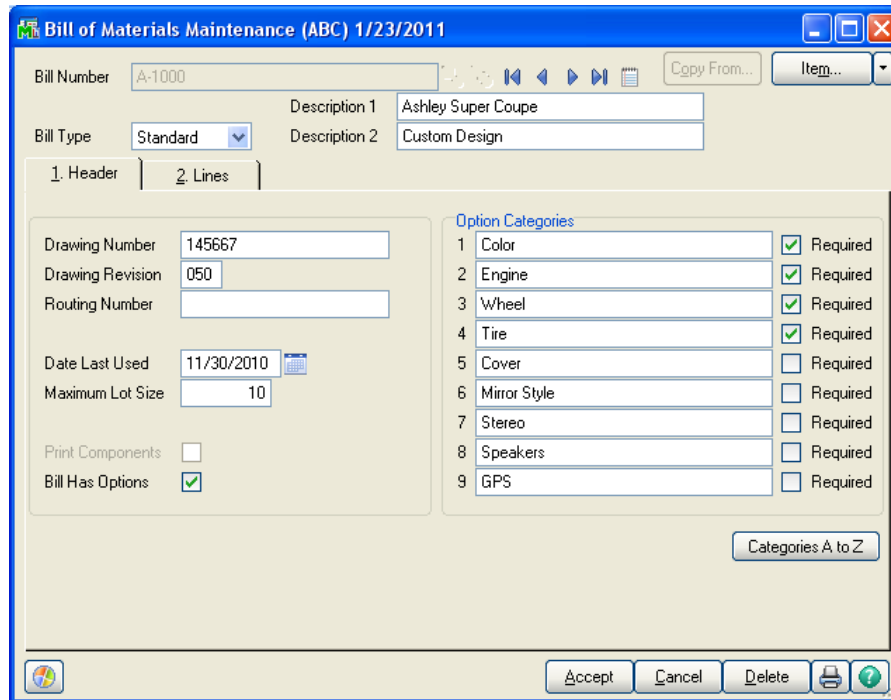 Bill of Materials Maintenance (ABC) 1/23/2011
Bill Number A-1000 Copy From... Item...
Description 1 Ashley Super Coupe
Bill Type Standard Description 2 Custom Design
1. Header 2. Lines
Option Categories
Drawing Number 145667 1 Color Required
Drawing Revision 050 2 Engine Required
Routing Number 3 Wheel Required
4 Tire Required
Date Last Used 11/30/2010 5 Cover Required
Maximum Lot Size 10 6 Mirror Style Required
7 Stereo Required
Print Components 8 Speakers Required
Bill Has Options 9 GPS Required
Categories A to Z
Accept Cancel Delete